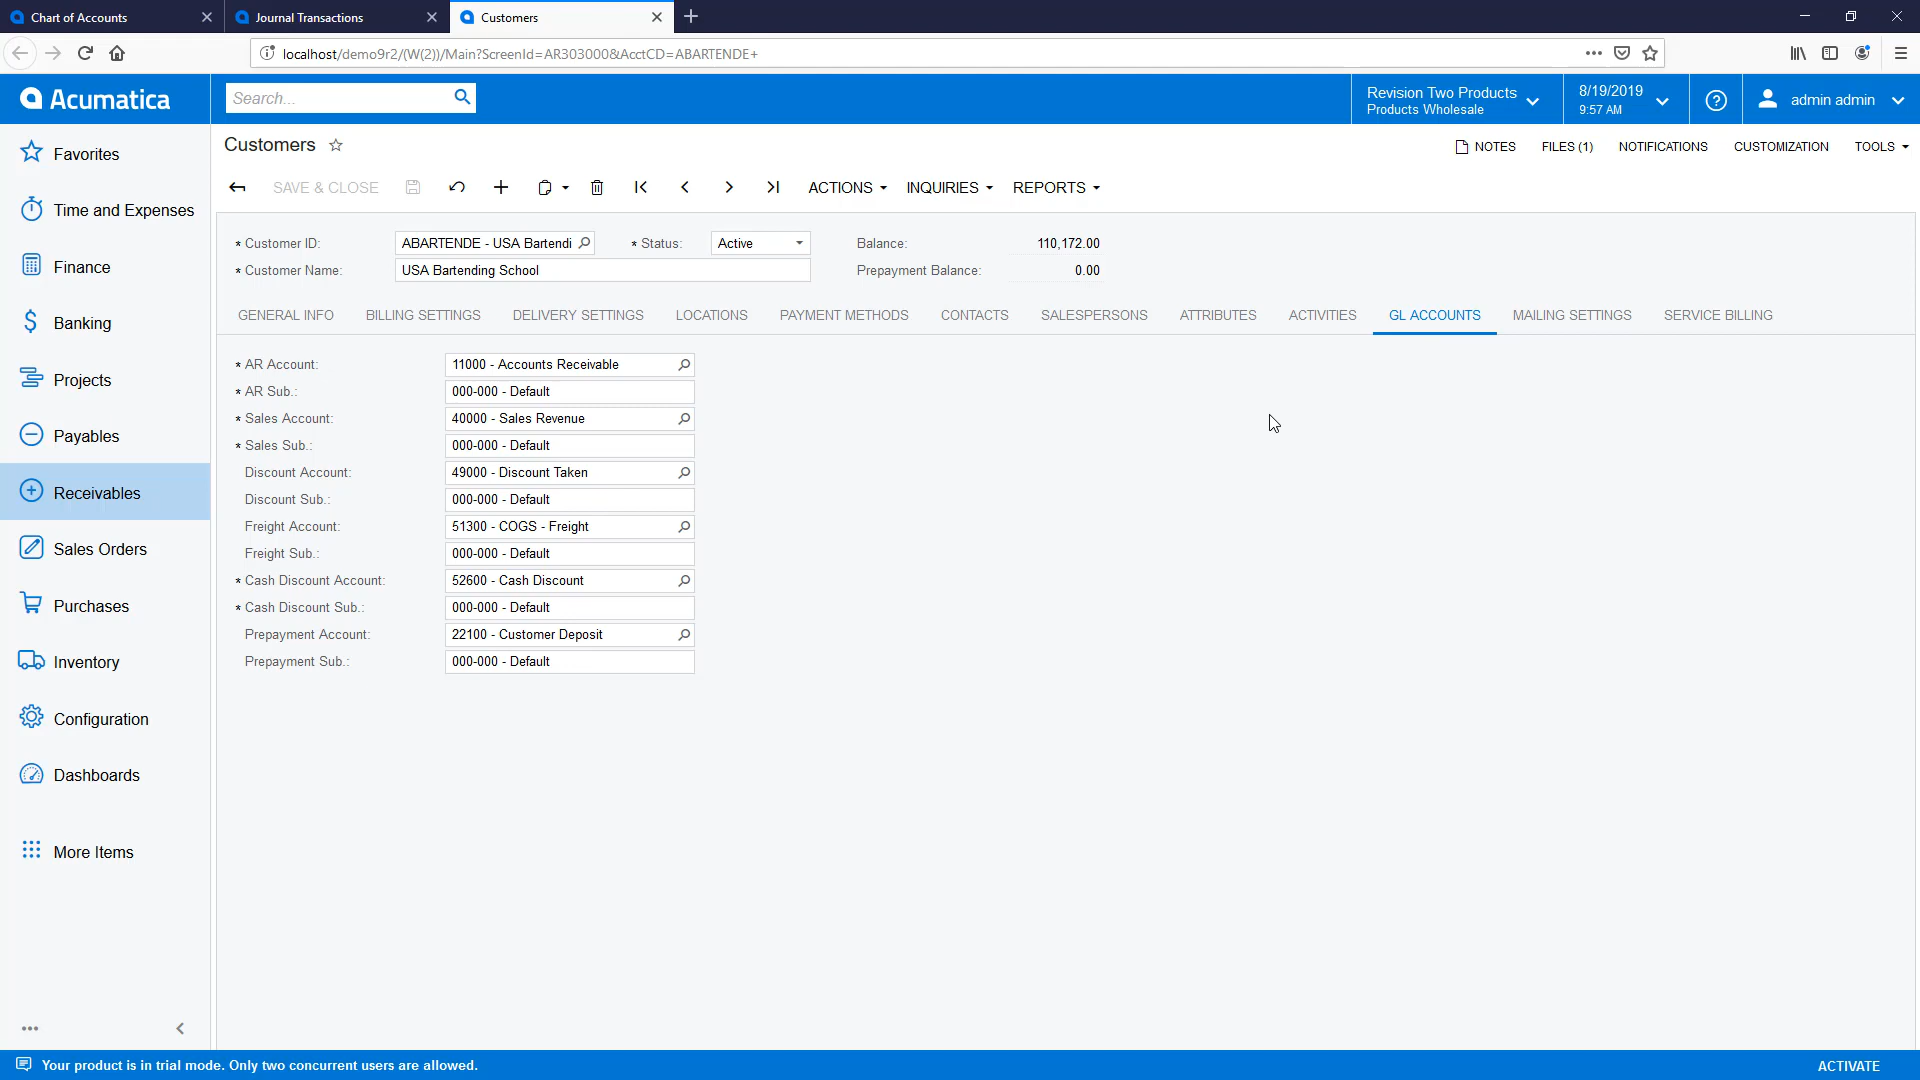 Chart of Accounts
Journal Transactions
Customers
localhost/demo9r2/(W(2))/Main?ScreenId=AR303000&AcctCD=ABARTENDE+
Acumatica
Search...
Revision Two Products
Products Wholesale
8/19/2019
9:57 AM
admin admin
Favorites
Time and Expenses
Finance
Banking
Projects
Payables
Receivables
Sales Orders
Purchases
Inventory
Configuration
Dashboards
More Items
Customers
NOTES
FILES (1)
NOTIFICATIONS
CUSTOMIZATION
TOOLS
SAVE & CLOSE
ACTIONS
INQUIRIES
REPORTS
* Customer ID: ABARTENDE - USA Bartendi * Status: Active Balance: 110,172.00
* Customer Name: USA Bartending School Prepayment Balance: 0.00
GENERAL INFO
BILLING SETTINGS
DELIVERY SETTINGS
LOCATIONS
PAYMENT METHODS
CONTACTS
SALESPERSONS
ATTRIBUTES
ACTIVITIES
GL ACCOUNTS
MAILING SETTINGS
SERVICE BILLING
* AR Account: 11000 - Accounts Receivable
* AR Sub.: 000-000 - Default
* Sales Account: 40000 - Sales Revenue
* Sales Sub.: 000-000 - Default
Discount Account: 49000 - Discount Taken
Discount Sub.: 000-000 - Default
Freight Account: 51300 - COGS - Freight
Freight Sub.: 000-000 - Default
* Cash Discount Account: 52600 - Cash Discount
* Cash Discount Sub.: 000-000 - Default
Prepayment Account: 22100 - Customer Deposit
Prepayment Sub.: 000-000 - Default
Your product is in trial mode. Only two concurrent users are allowed.
ACTIVATE